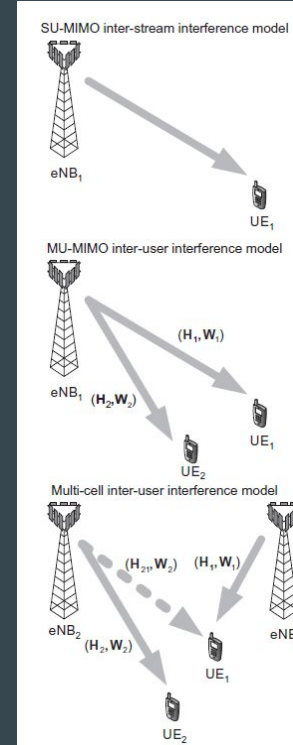 SU-MIMO inter-stream interference model
eNB₁
UE₁
MU-MIMO inter-user interference model
(H₁,W₁)
eNB₁
(H₂,W₂)
UE₁
UE₂
Multi-cell inter-user interference model
(H₂₁,W₂)
(H₁,W₁)
eNB₂
eNB
(H₂,W₂)
UE₁
UE₂